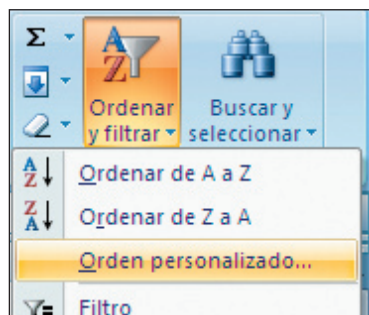 Σ
A
Z
Ordenar
y filtrar
Buscar y
seleccionar
A
Z
Ordenar de A a Z
Z
A
Ordenar de Z a A
Orden personalizado...
Filtro